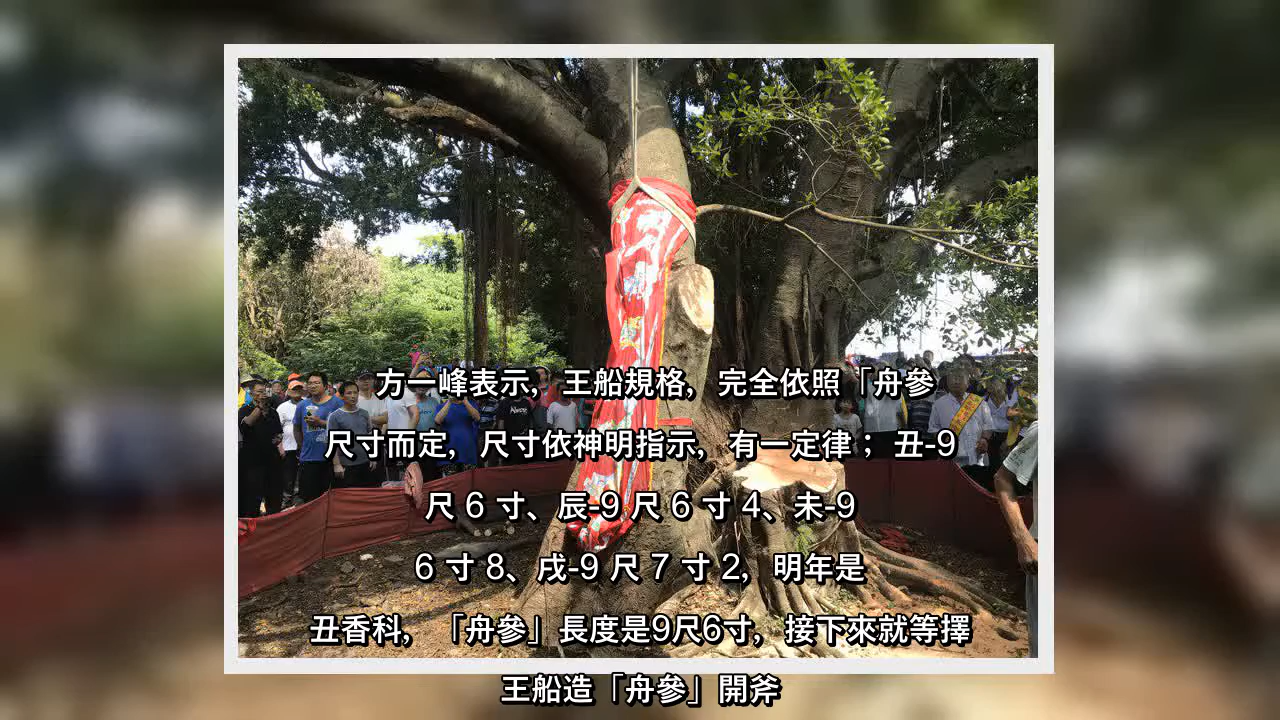 方一峰表示，王船規格，完全依照「舟參
尺寸而定，尺寸依神明指示，有一定律；丑-9
尺 6 寸、辰-9 尺 6 寸 4、未-9
6 寸 8、戌-9 尺 7 寸 2，明年是
丑香科，「舟參」長度是9尺6寸，接下來就等擇
王船造「舟參」開斧